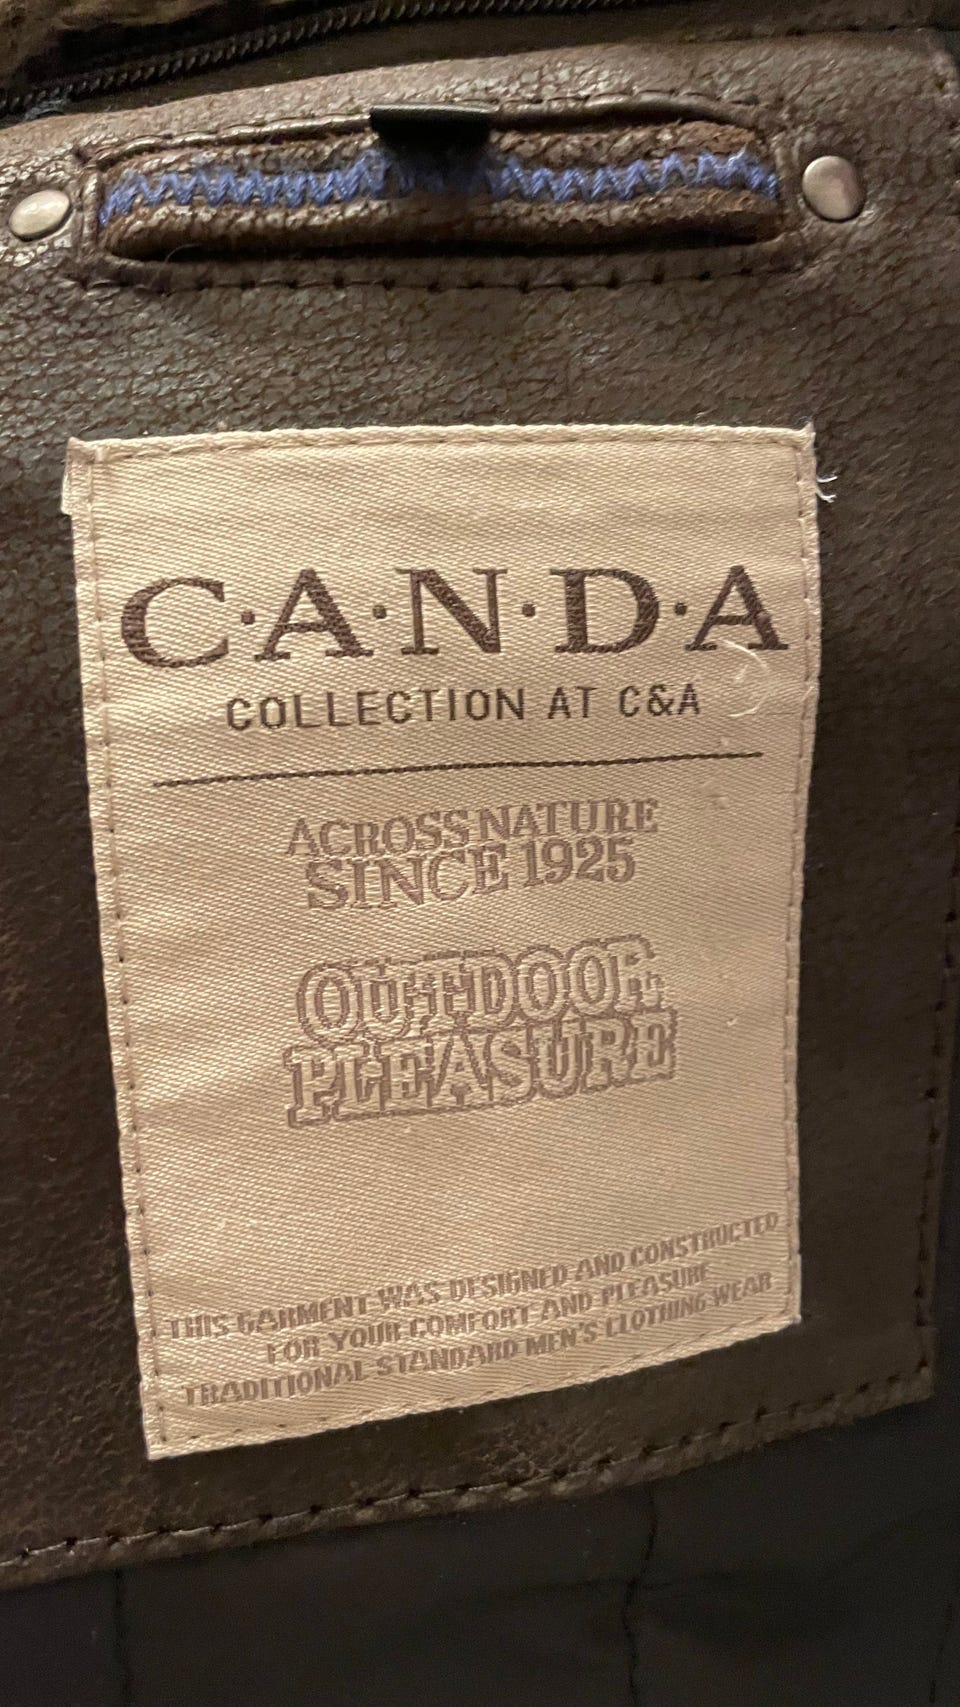 C·A·N·D·A
COLLECTION AT C&A
ACROSS NATURE
SINCE 1925
OUTDOOR
PLEASURE
THIS GARMENT WAS DESIGNED AND CONSTRUCTED
FOR YOUR COMFORT AND PLEASURE
TRADITIONAL STANDARD MEN'S CLOTHING WEAR